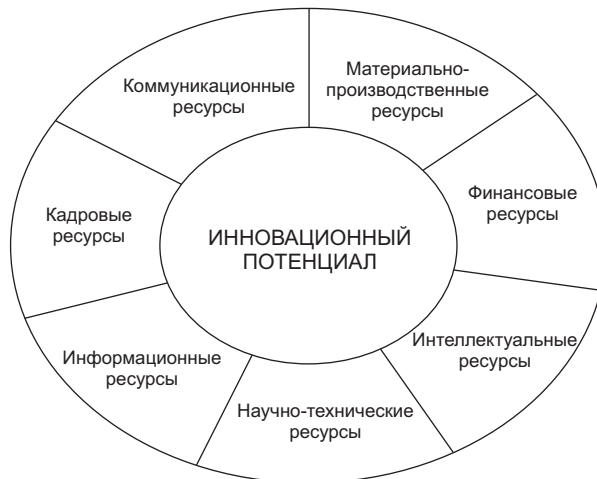 Коммуникационные
ресурсы
Материально-
производственные
ресурсы
Кадровые
ресурсы
ИННОВАЦИОННЫЙ
ПОТЕНЦИАЛ
Финансовые
ресурсы
Информационные
ресурсы
Научно-технические
ресурсы
Интеллектуальные
ресурсы